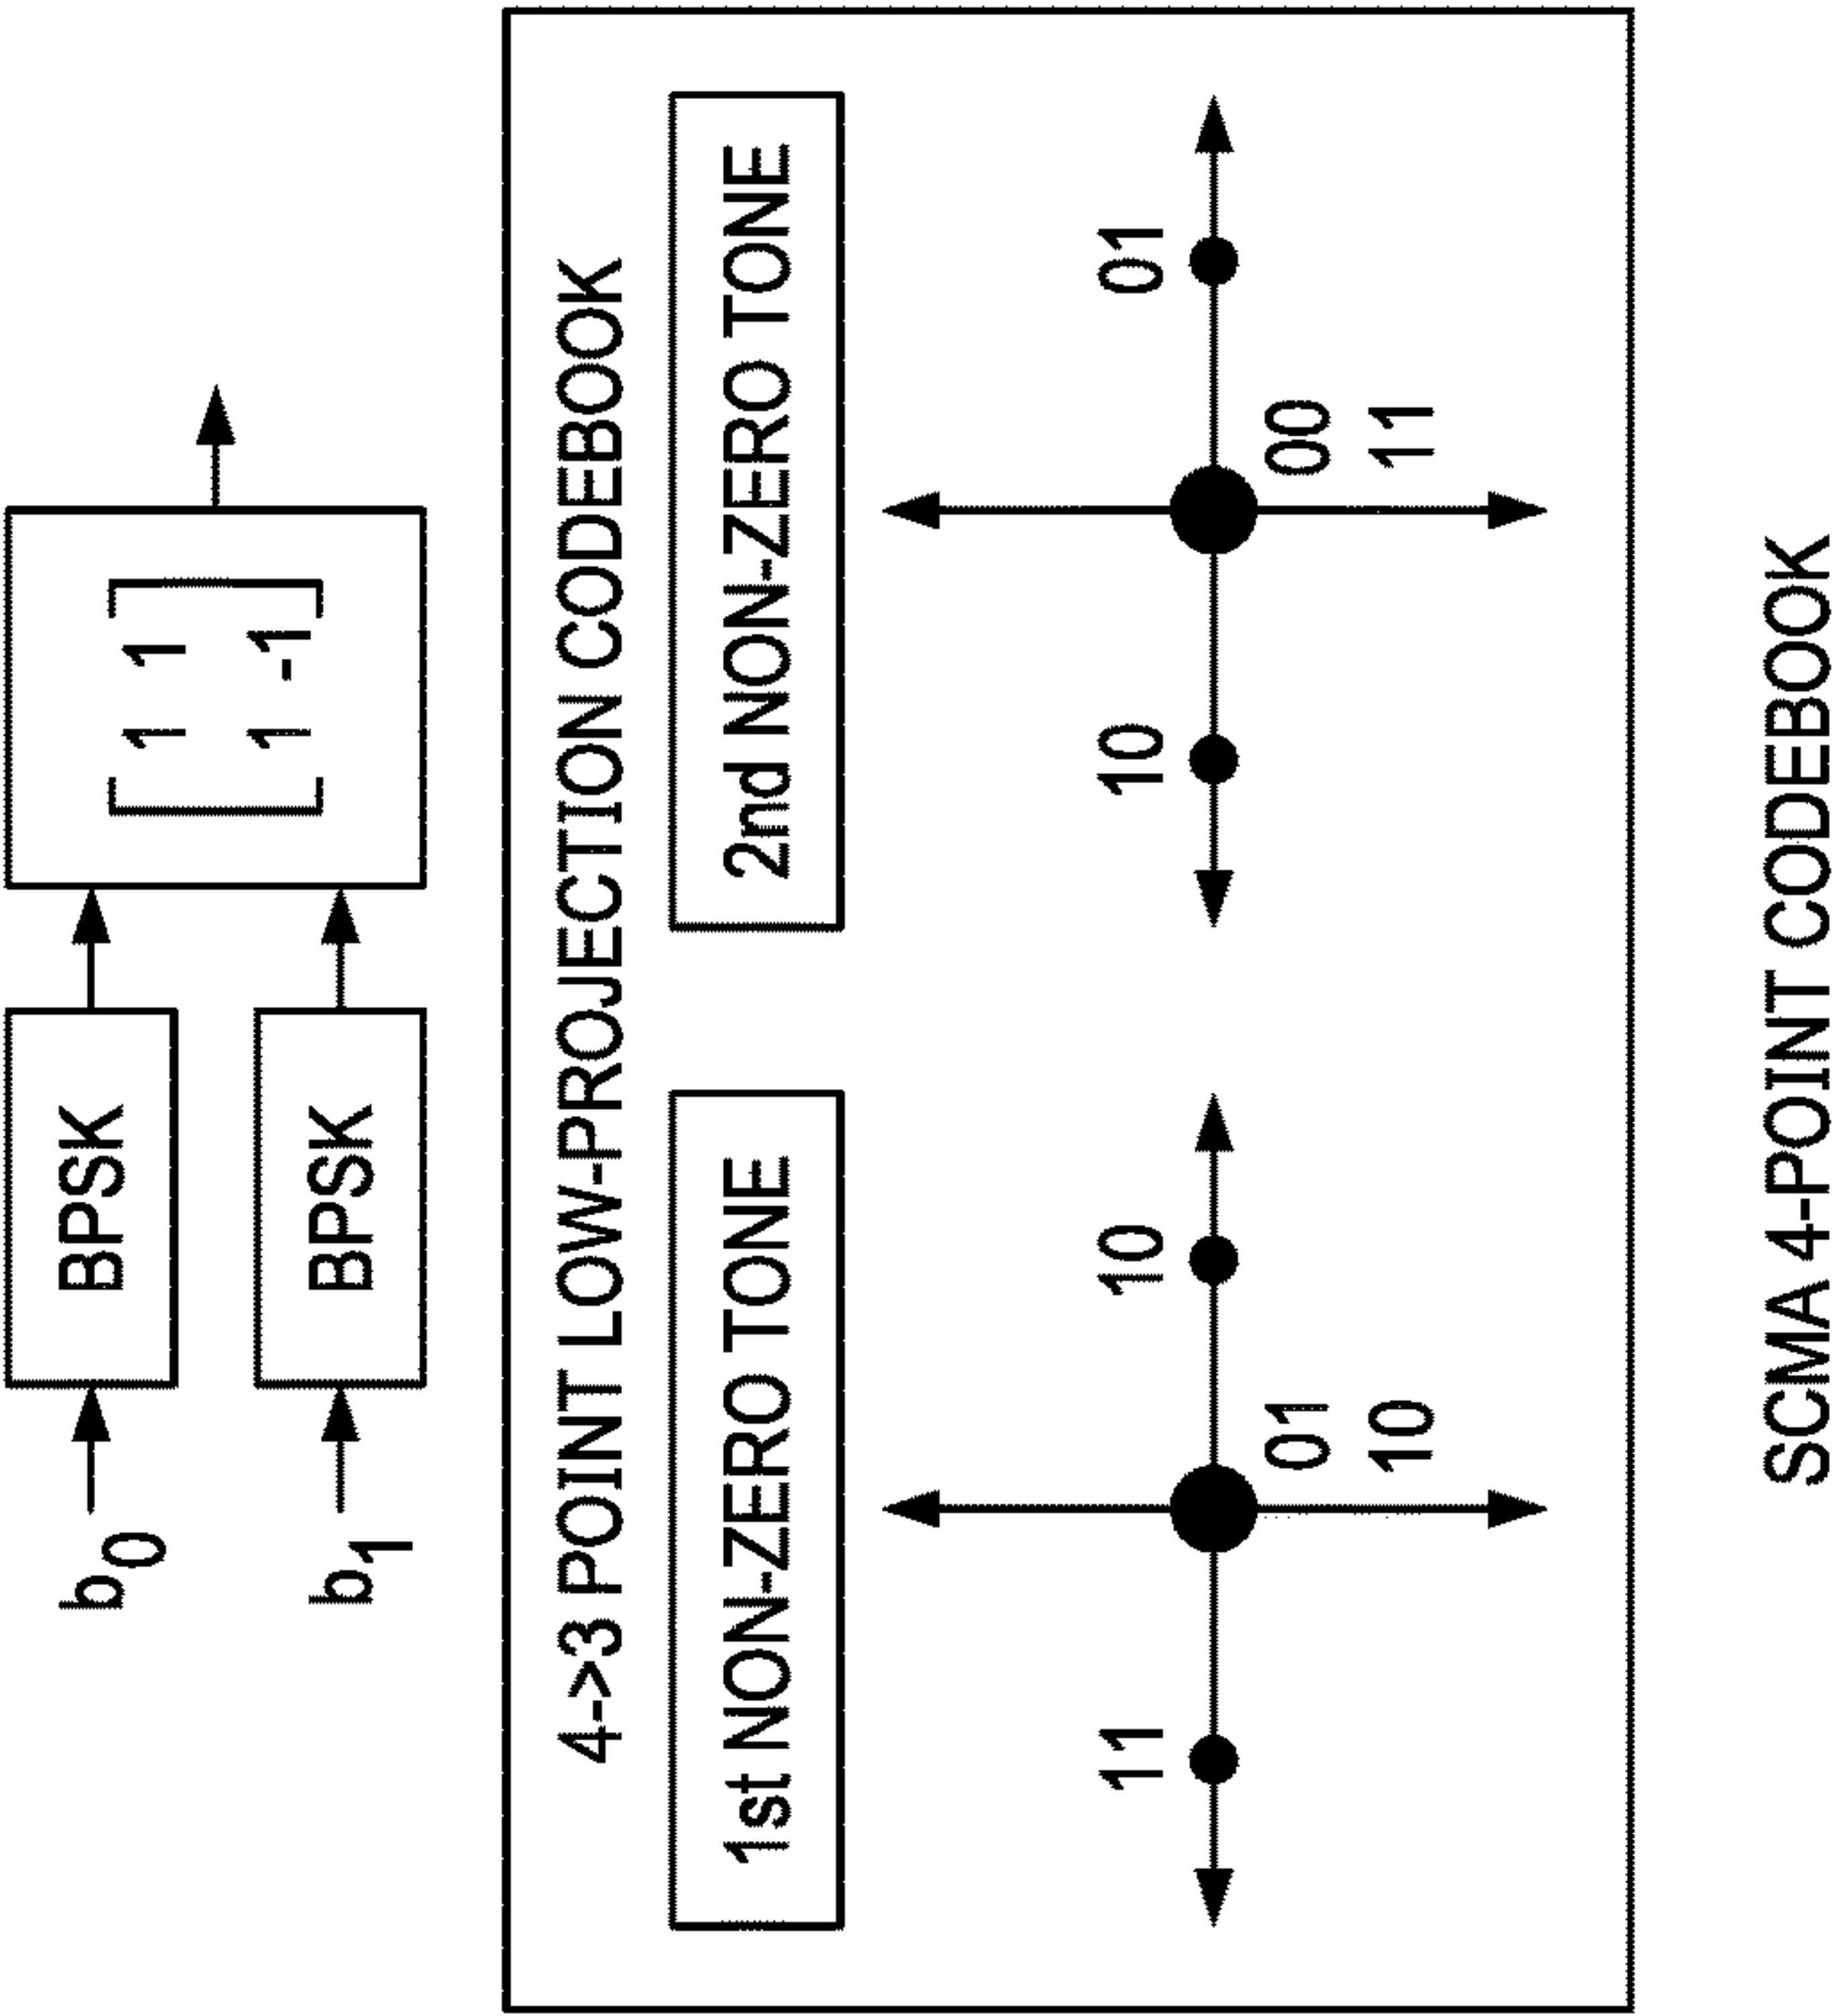 b0
BPSK
b1
BPSK
1 1
1 -1
4->3 POINT LOW-PROJECTION CODEBOOK
1st NON-ZERO TONE
2nd NON-ZERO TONE
11
10
01
10
10
01
00
11
SCMA 4-POINT CODEBOOK